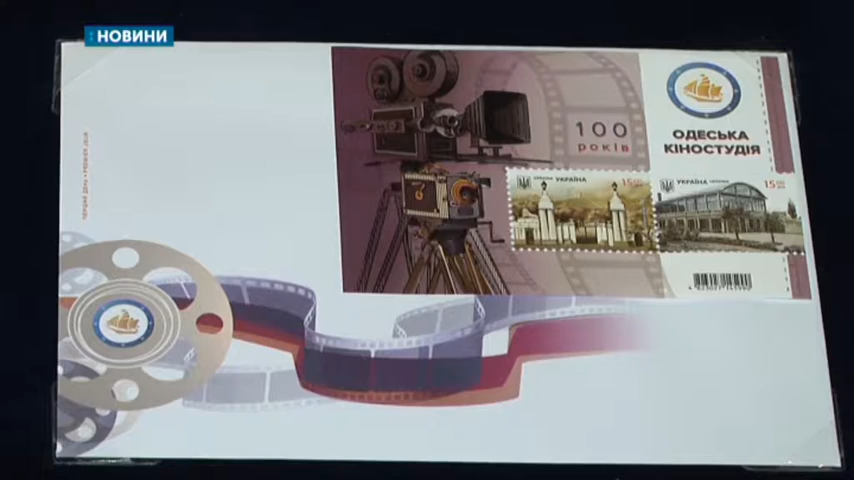 НОВИНИ
100
років
ОДЕСЬКА
КІНОСТУДІЯ
УКРАЇНА 15
УКРАЇНА 15